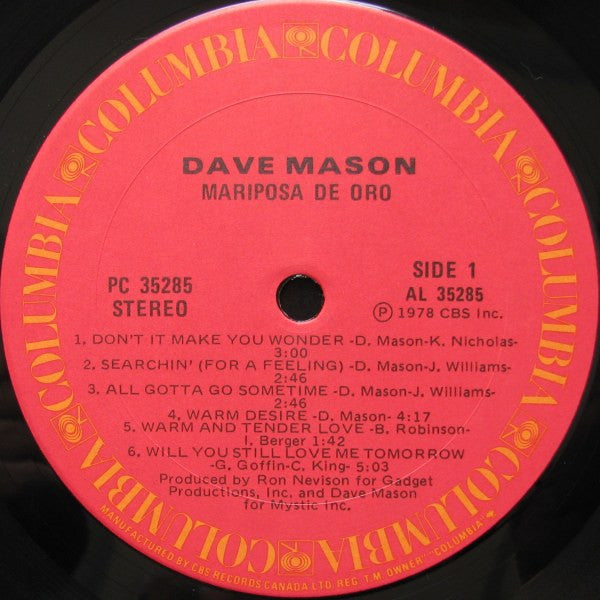 COLUMBIA COLUMBIA COLUMBIA COLUMBIA COLUMBIA COLUMBIA
DAVE MASON
MARIPOSA DE ORO
PC 35285
STEREO
SIDE 1
AL 35285
Ⓟ 1978 CBS Inc.
1. DON'T IT MAKE YOU WONDER -D. Mason-K. Nicholas-
3:00
2. SEARCHIN' (FOR A FEELING) -D. Mason-J. Williams-
2:46
3. ALL GOTTA GO SOMETIME -D. Mason-J. Williams-
2:46
4. WARM DESIRE -D. Mason- 4:17
5. WARM AND TENDER LOVE -B. Robinson-
I. Berger 1:42
6. WILL YOU STILL LOVE ME TOMORROW
-G. Goffin-C. King- 5:03
Produced by Ron Nevison for Gadget
Productions, Inc. and Dave Mason
for Mystic Inc.
MANUFACTURED BY CBS RECORDS CANADA LTD. REG. T.M. OWNER "COLUMBIA"